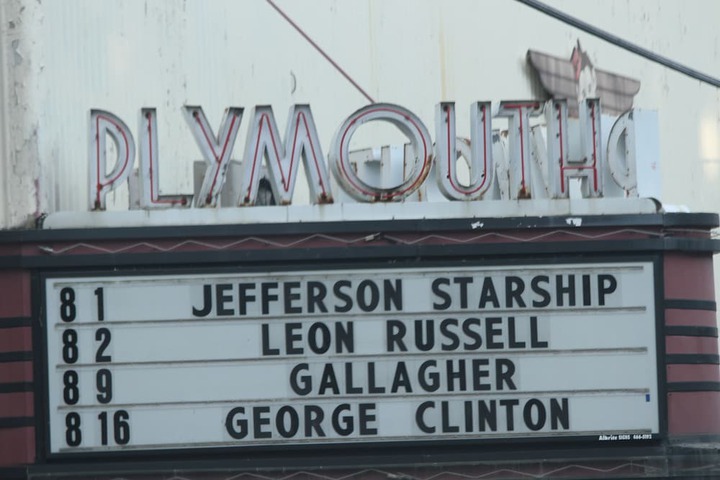 PLYMOUTH
8 1 JEFFERSON STARSHIP
8 2 LEON RUSSELL
8 9 GALLAGHER
8 16 GEORGE CLINTON